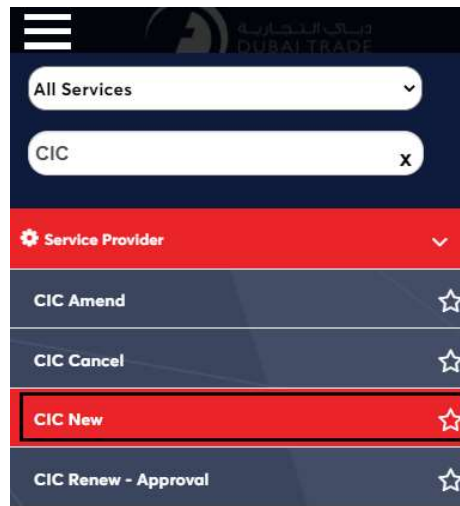 دبي التجارية
DUBAI TRADE
All Services
CIC
x
Service Provider
CIC Amend
CIC Cancel
CIC New
CIC Renew - Approval